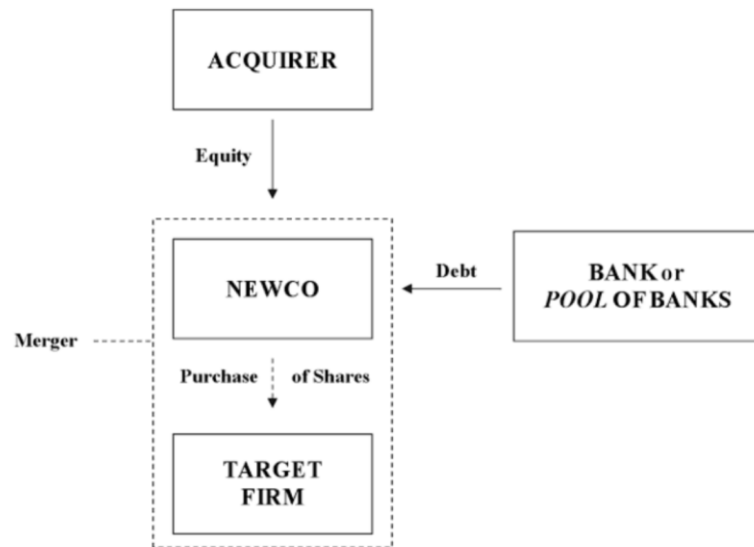 ACQUIRER
Equity
NEWCO
Debt
BANK or
POOL OF BANKS
Merger
Purchase of Shares
TARGET
FIRM